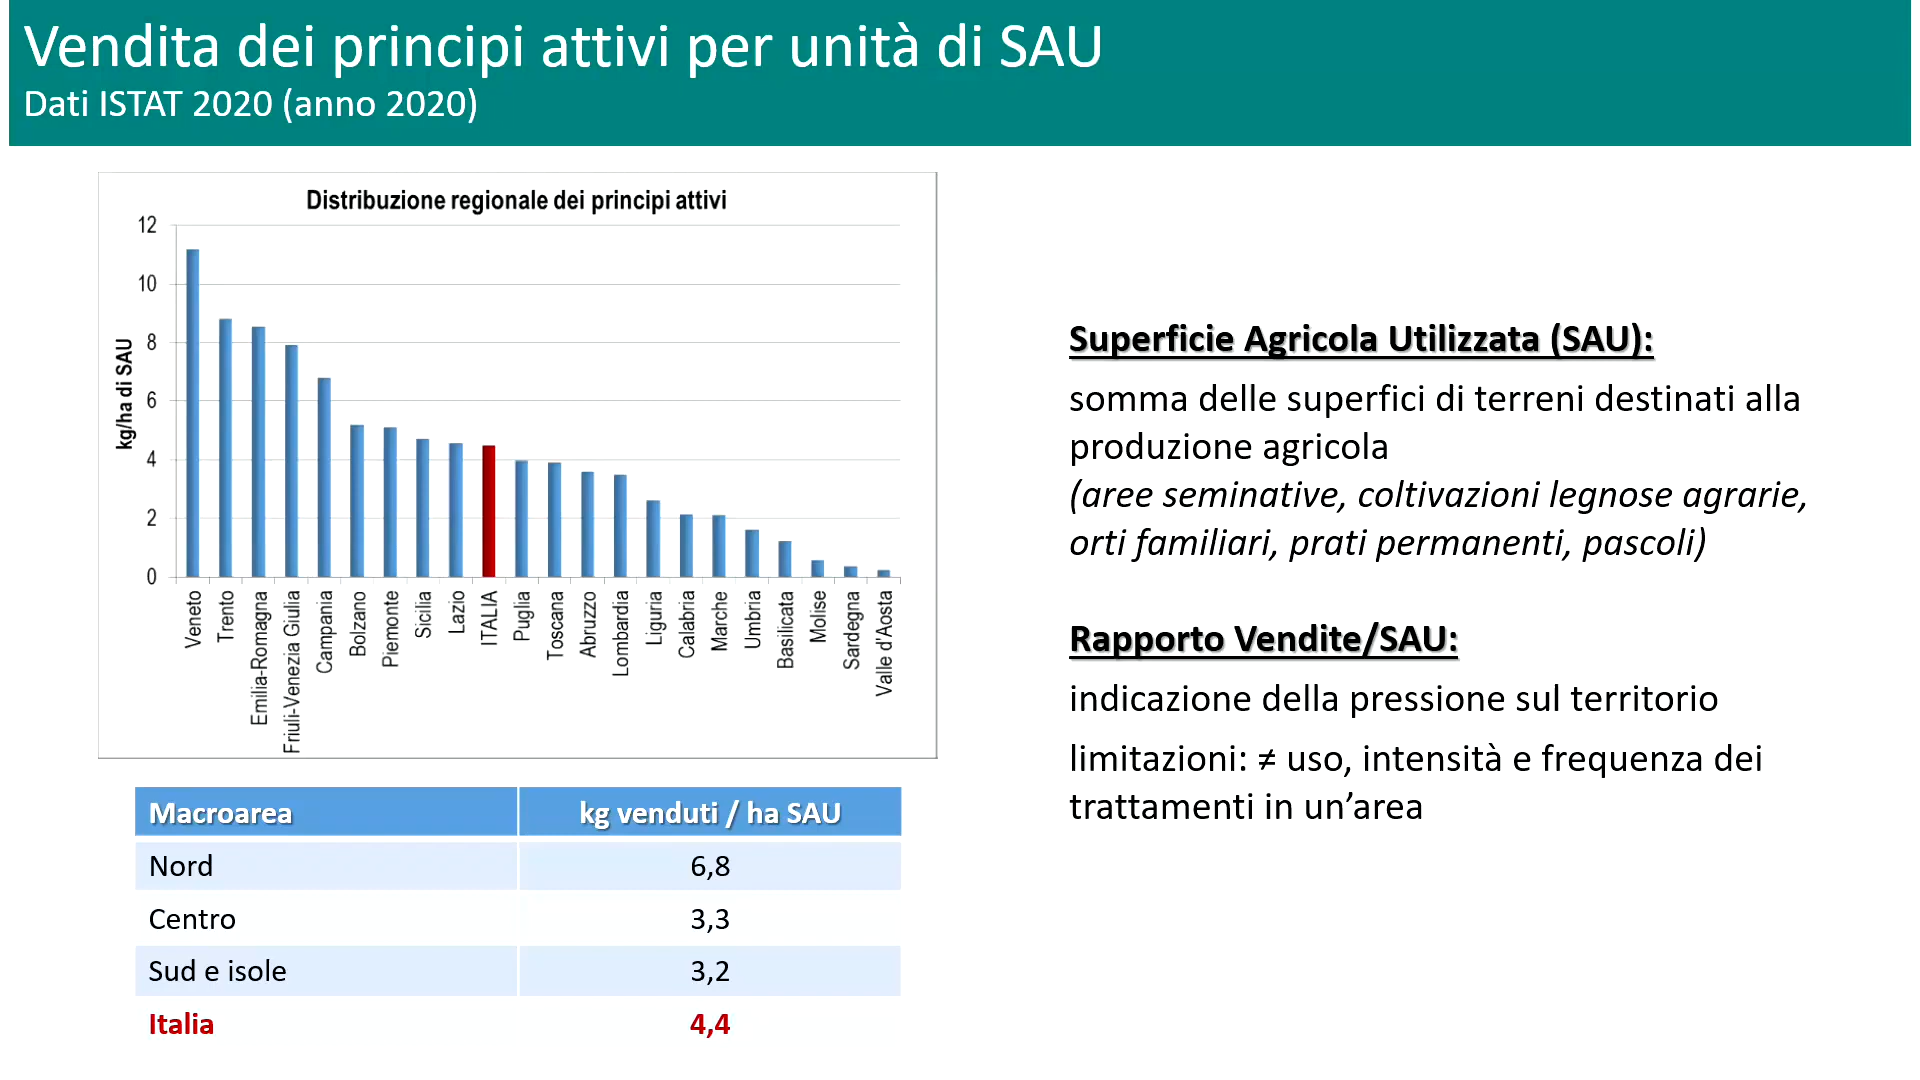 Vendita dei principi attivi per unità di SAU
Dati ISTAT 2020 (anno 2020)
Distribuzione regionale dei principi attivi
kg/ha di SAU
12
10
8
6
4
2
0
Veneto
Trento
Emilia-Romagna
Friuli-Venezia Giulia
Campania
Bolzano
Piemonte
Sicilia
Lazio
ITALIA
Puglia
Toscana
Abruzzo
Lombardia
Liguria
Calabria
Marche
Umbria
Basilicata
Molise
Sardegna
Valle d'Aosta
Macroarea kg venduti / ha SAU
Nord 6,8
Centro 3,3
Sud e isole 3,2
Italia 4,4
Superficie Agricola Utilizzata (SAU):
somma delle superfici di terreni destinati alla
produzione agricola
(aree seminative, coltivazioni legnose agrarie,
orti familiari, prati permanenti, pascoli)
Rapporto Vendite/SAU:
indicazione della pressione sul territorio
limitazioni: ≠ uso, intensità e frequenza dei
trattamenti in un’area